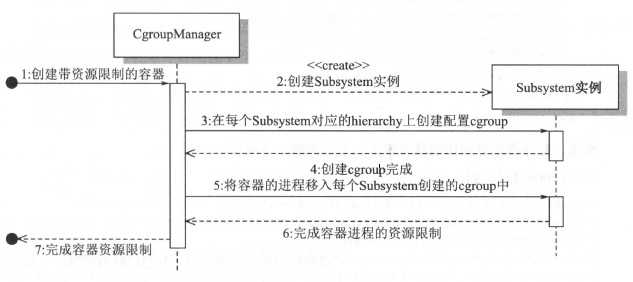 CgroupManager
<<create>>
1:创建带资源限制的容器
2:创建Subsystem实例
Subsystem实例
3:在每个Subsystem对应的hierarchy上创建配置cgroup
4:创建cgroup完成
5:将容器的进程移入每个Subsystem创建的cgroup中
6:完成容器进程的资源限制
7:完成容器资源限制